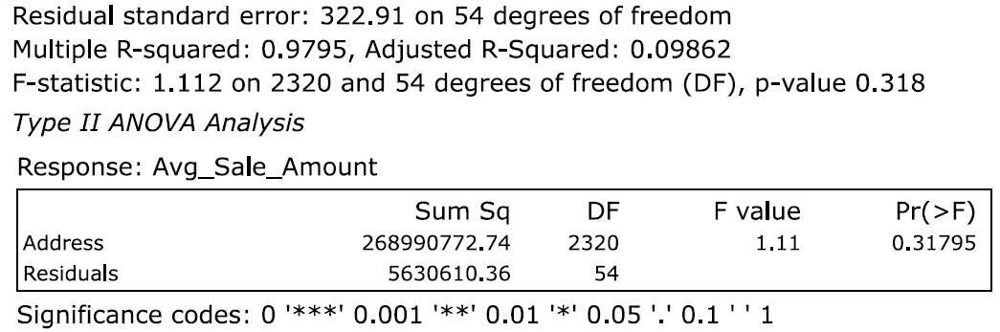 Residual standard error: 322.91 on 54 degrees of freedom
Multiple R-squared: 0.9795, Adjusted R-Squared: 0.09862
F-statistic: 1.112 on 2320 and 54 degrees of freedom (DF), p-value 0.318
Type II ANOVA Analysis
Response: Avg_Sale_Amount
Sum Sq DF F value Pr(>F)
Address 268990772.74 2320 1.11 0.31795
Residuals 5630610.36 54
Significance codes: 0 '***' 0.001 '**' 0.01 '*' 0.05 '.' 0.1 ' ' 1